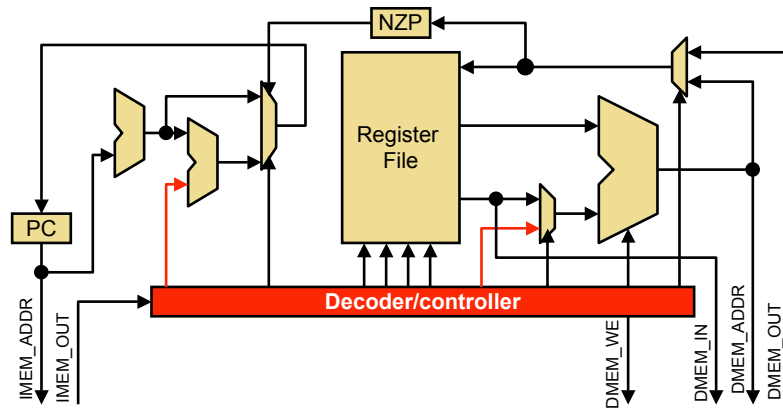 NZP
Register
File
PC
Decoder/controller
IMEM_ADDR
IMEM_OUT
DMEM_WE
DMEM_IN
DMEM_ADDR
DMEM_OUT